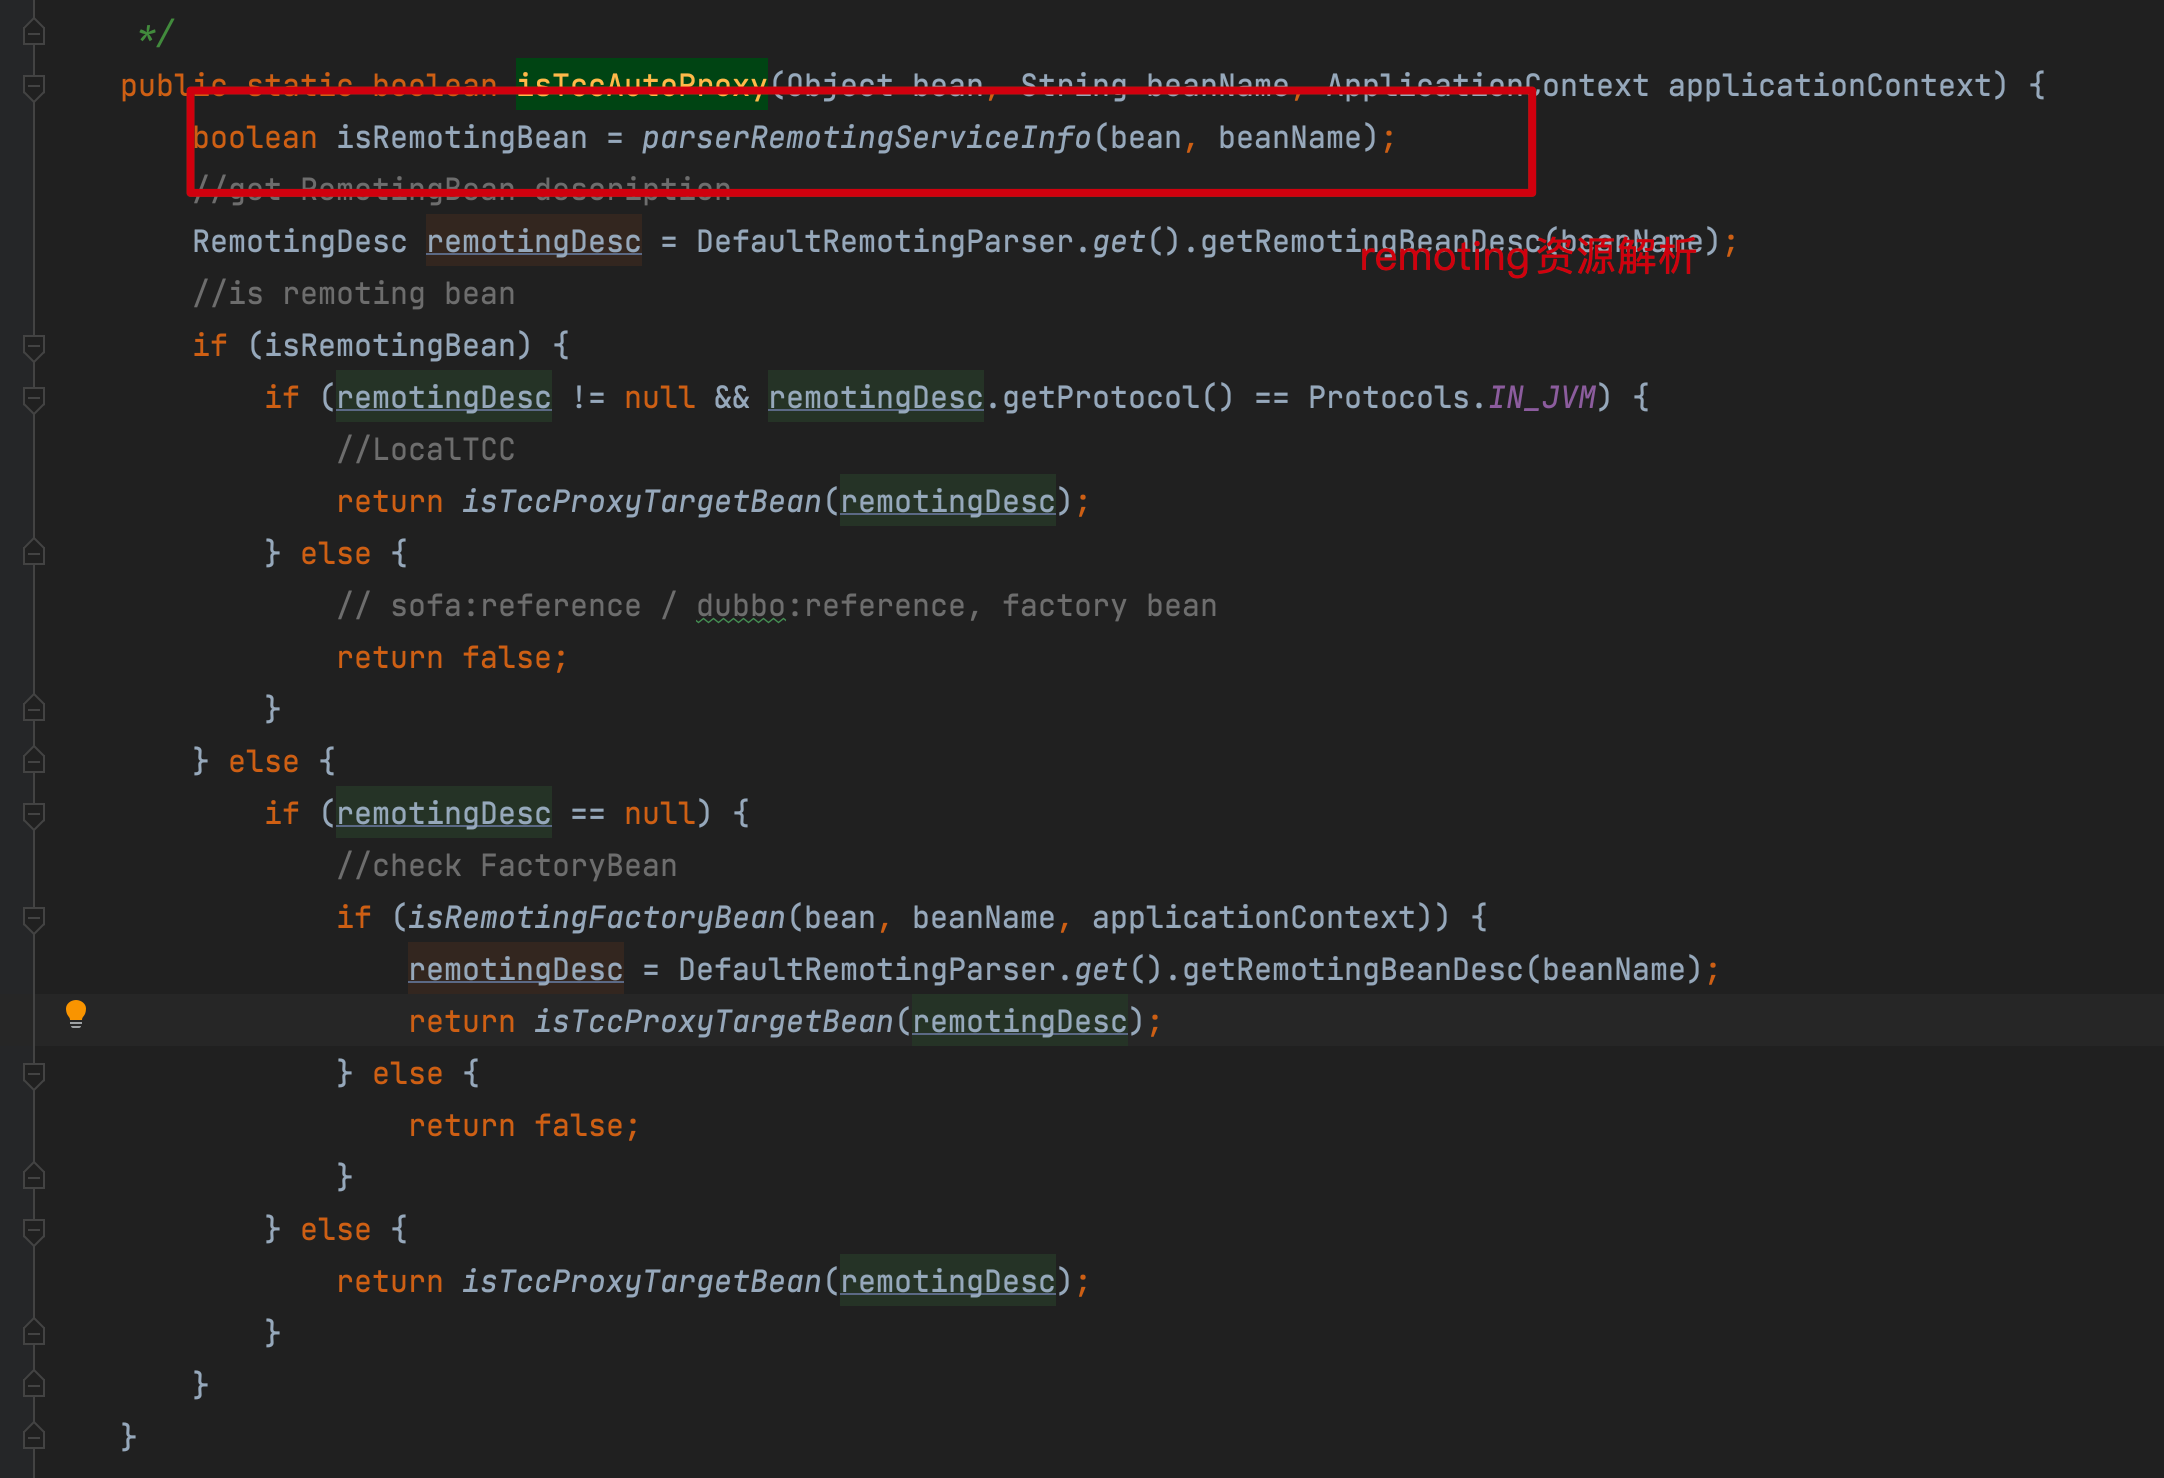 */
public static boolean isTccAutoProxy(Object bean, String beanName, ApplicationContext applicationContext) {
boolean isRemotingBean = parserRemotingServiceInfo(bean, beanName);
//get RemotingBean description
RemotingDesc remotingDesc = DefaultRemotingParser.get().getRemotingBeanDesc(beanName);
remoting资源解析
//is remoting bean
if (isRemotingBean) {
if (remotingDesc != null && remotingDesc.getProtocol() == Protocols.IN_JVM) {
//LocalTCC
return isTccProxyTargetBean(remotingDesc);
} else {
// sofa:reference / dubbo:reference, factory bean
return false;
}
} else {
if (remotingDesc == null) {
//check FactoryBean
if (isRemotingFactoryBean(bean, beanName, applicationContext)) {
remotingDesc = DefaultRemotingParser.get().getRemotingBeanDesc(beanName);
return isTccProxyTargetBean(remotingDesc);
} else {
return false;
}
} else {
return isTccProxyTargetBean(remotingDesc);
}
}
}